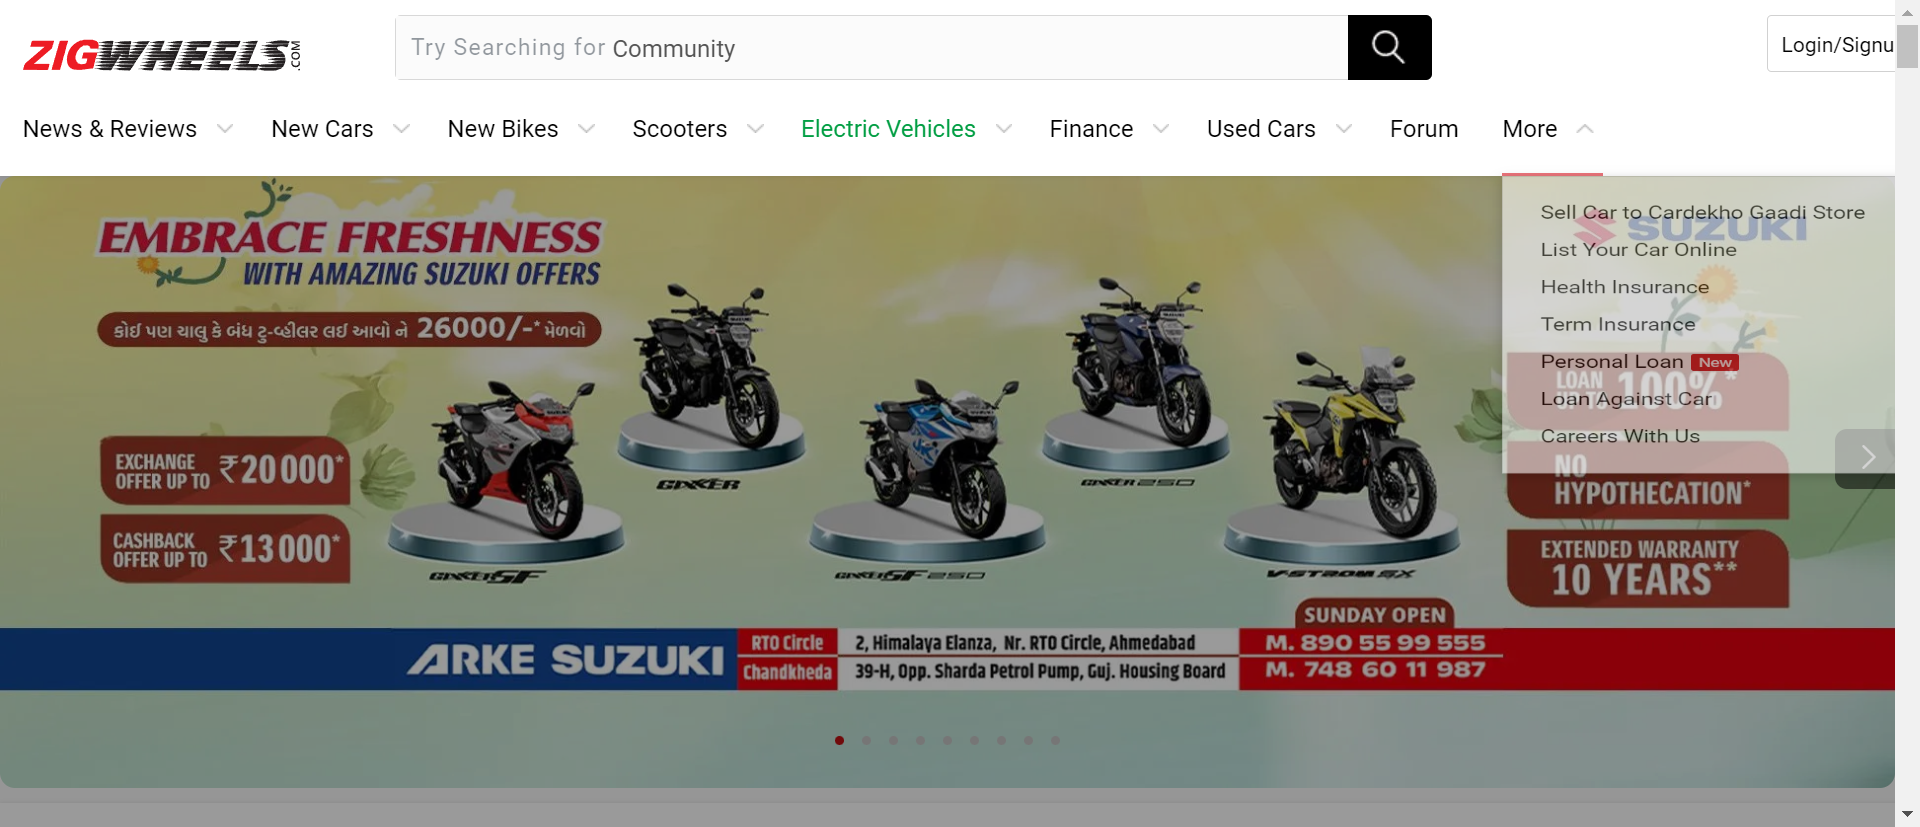 ZIGWHEELS.COM
Try Searching for Community
Login/Signu
News & Reviews New Cars New Bikes Scooters Electric Vehicles Finance Used Cars Forum More
Sell Car to Cardekho Gaadi Store
List Your Car Online
Health Insurance
Term Insurance
Personal Loan New
Loan Against Car
Careers With Us
SUZUKI
EMBRACE FRESHNESS
WITH AMAZING SUZUKI OFFERS
કોઈ પણ ચાલુ કે બંધ ટુ-વ્હીલર લઈ આવો ને 26000/-* મેળવો
EXCHANGE
OFFER UP TO ₹20000*
CASHBACK
OFFER UP TO ₹13000*
GIXXER
GIXXER 250
GIXXER SF
GIXXER SF 250
V-STROM SX
LOAN
UP TO 100%*
NO
HYPOTHECATION*
EXTENDED WARRANTY
10 YEARS**
SUNDAY OPEN
ARKE SUZUKI
RTO Circle 2, Himalaya Elanza, Nr. RTO Circle, Ahmedabad M. 890 55 99 555
Chandkheda 39-H, Opp. Sharda Petrol Pump, Guj. Housing Board M. 748 60 11 987